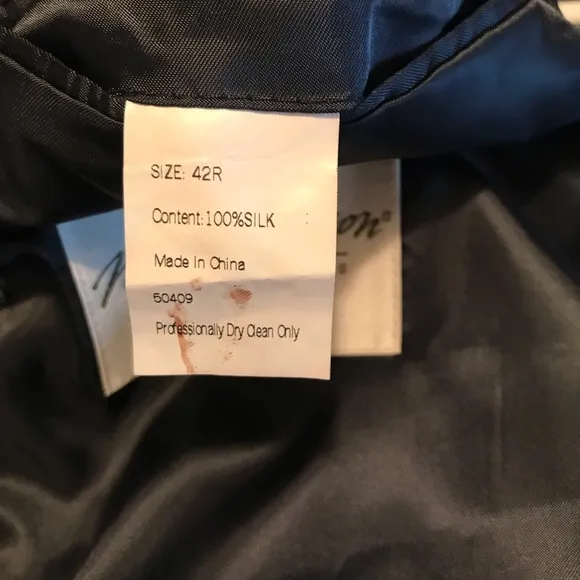 SIZE: 42R
Content:100%SILK
Made In China
50409
Professionally Dry Clean Only